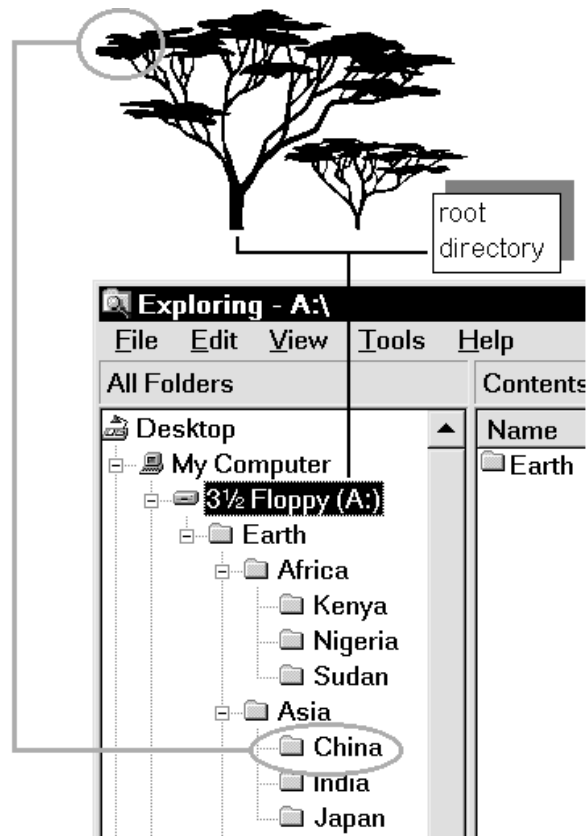 root
directory
Exploring - A:\
File Edit View Tools Help
All Folders Contents
Desktop Name
My Computer Earth
3½ Floppy (A:)
Earth
Africa
Kenya
Nigeria
Sudan
Asia
China
India
Japan